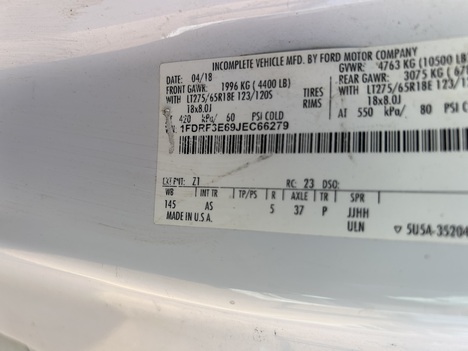 INCOMPLETE VEHICLE MFD. BY FORD MOTOR COMPANY
DATE: 04/18 GVWR: 4763 KG (10500 LB
FRONT GAWR: 1996 KG ( 4400 LB) REAR GAWR: 3075 KG
WITH LT275/65R18E 123/120S TIRES WITH LT275/65R18E 123/
18x8.0J RIMS 18x8.0J
kPa/ 60 PSI COLD AT 550 kPa/ 80 PSI
1FDRF3E69JEC66279
EXT PNT: Z1 RC: 23 DSO:
WB INT TR TP/PS R AXLE TR SPR
145 AS 5 37 P JJHH
MADE IN U.S.A. ULN ▽ 5U5A-35204